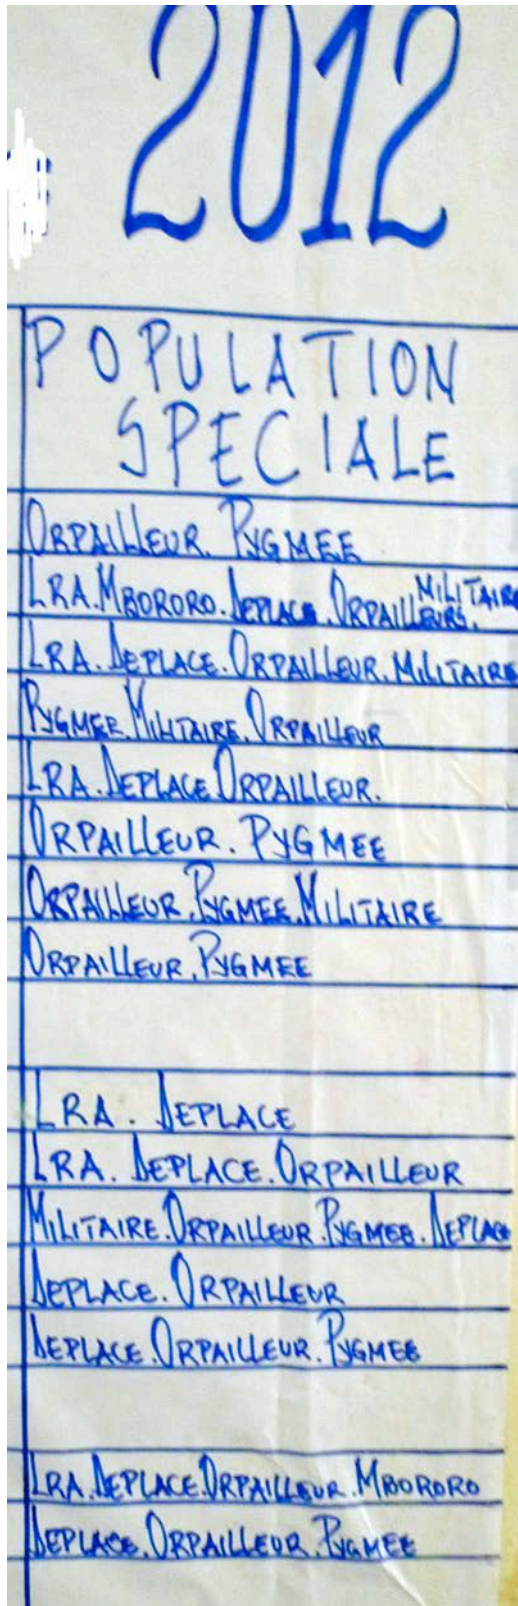 2012
POPULATION
SPECIALE
ORPAILLEUR. PYGMEE
LRA. MBORORO. DEPLACE. ORPAILLEURS. MILITAIRE
LRA. DEPLACE. ORPAILLEUR. MILITAIRE
PYGMEE. MILITAIRE. ORPAILLEUR
LRA. DEPLACE. ORPAILLEUR.
ORPAILLEUR. PYGMEE
ORPAILLEUR. PYGMEE. MILITAIRE
ORPAILLEUR. PYGMEE
LRA. DEPLACE
LRA. DEPLACE. ORPAILLEUR
MILITAIRE. ORPAILLEUR. PYGMEE. DEPLACE
DEPLACE. ORPAILLEUR
DEPLACE. ORPAILLEUR. PYGMEE
LRA. DEPLACE. ORPAILLEUR. MBORORO
DEPLACE. ORPAILLEUR. PYGMEE